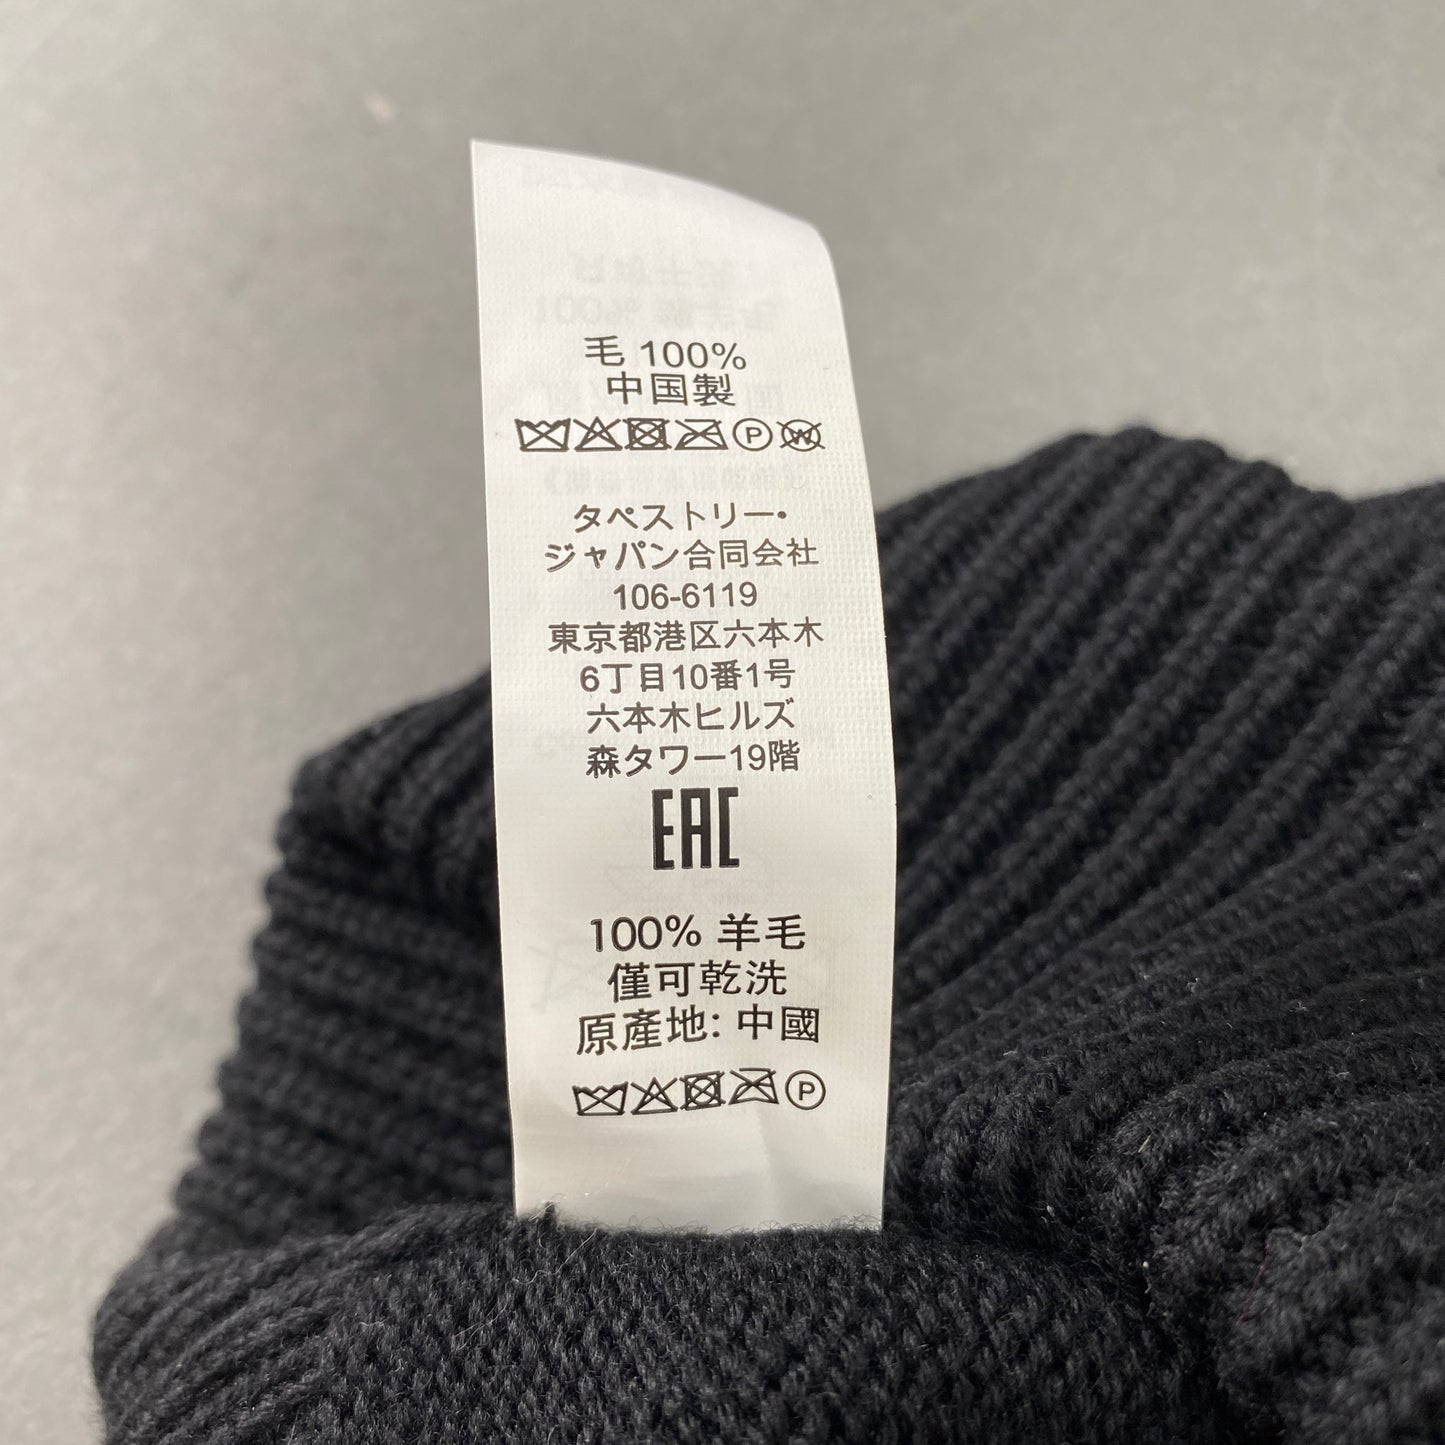 毛 100%
中国製
P W
タペストリー・
ジャパン合同会社
106-6119
東京都港区六本木
6丁目10番1号
六本木ヒルズ
森タワー19階
EAC
100% 羊毛
僅可乾洗
原產地: 中國
P